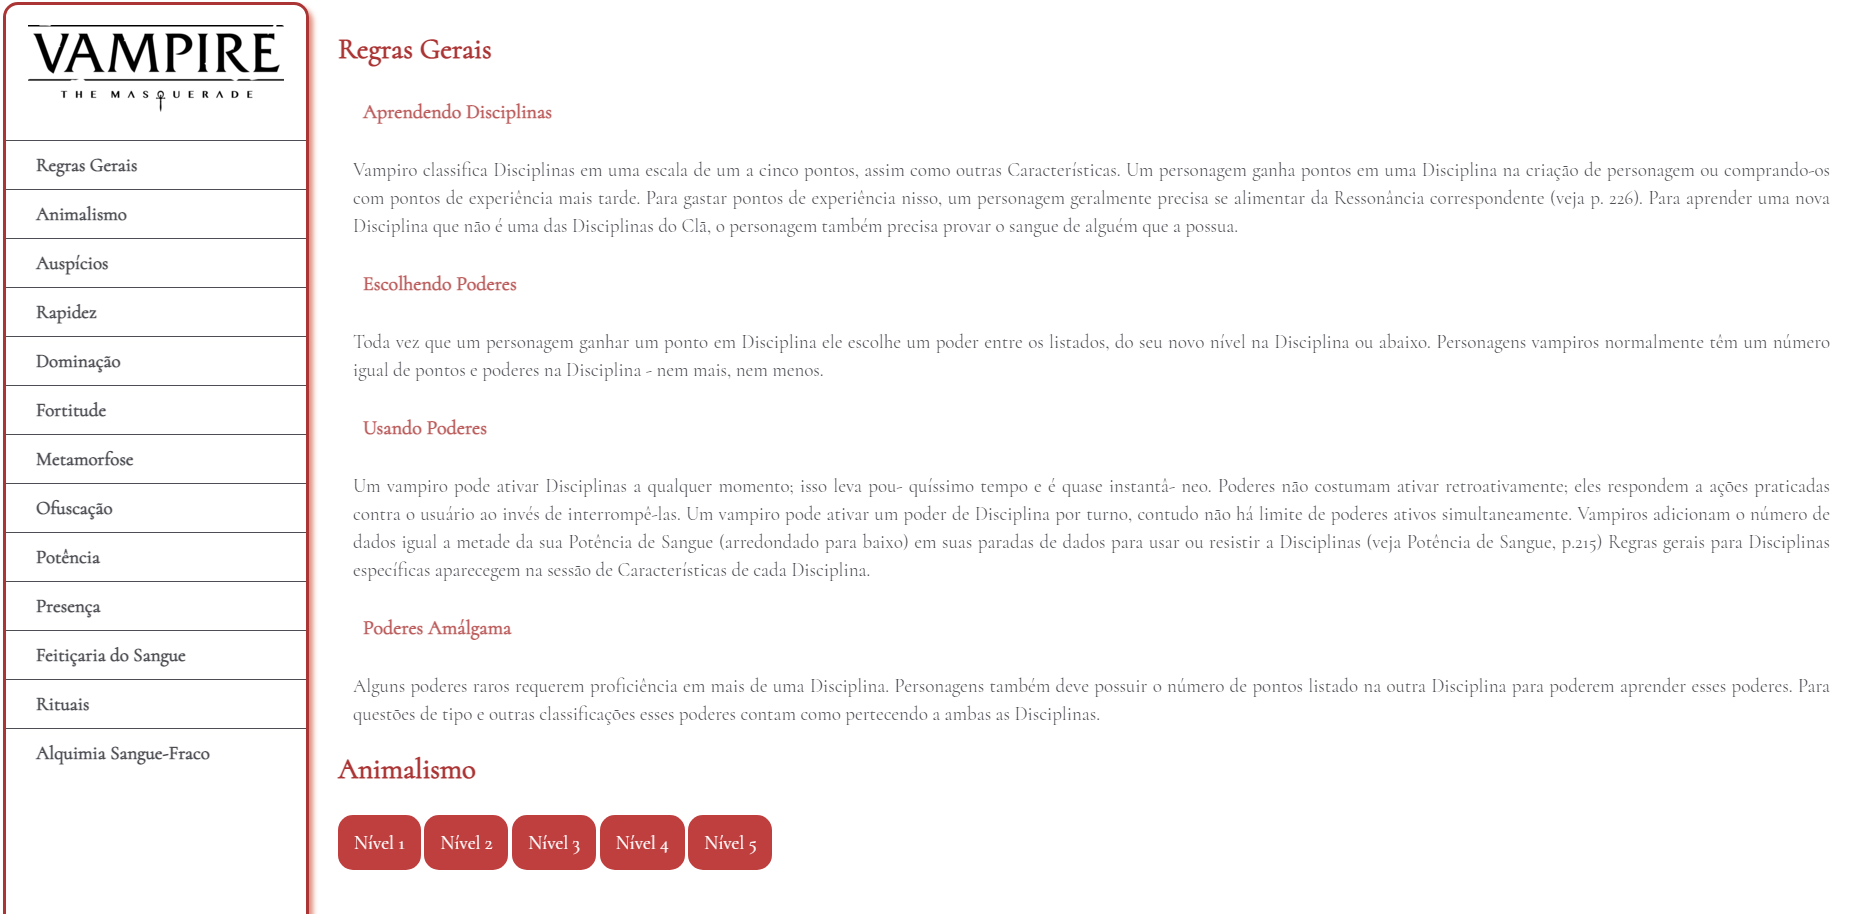 VAMPIRE
THE MASQUERADE
Regras Gerais
Animalismo
Auspícios
Rapidez
Dominação
Fortitude
Metamorfose
Ofuscação
Potência
Presença
Feitiçaria do Sangue
Rituais
Alquimia Sangue-Fraco
Regras Gerais
Aprendendo Disciplinas
Vampiro classifica Disciplinas em uma escala de um a cinco pontos, assim como outras Características. Um personagem ganha pontos em uma Disciplina na criação de personagem ou comprando-os
com pontos de experiência mais tarde. Para gastar pontos de experiência nisso, um personagem geralmente precisa se alimentar da Ressonância correspondente (veja p. 226). Para aprender uma nova
Disciplina que não é uma das Disciplinas do Clã, o personagem também precisa provar o sangue de alguém que a possua.
Escolhendo Poderes
Toda vez que um personagem ganhar um ponto em Disciplina ele escolhe um poder entre os listados, do seu novo nível na Disciplina ou abaixo. Personagens vampiros normalmente têm um número
igual de pontos e poderes na Disciplina - nem mais, nem menos.
Usando Poderes
Um vampiro pode ativar Disciplinas a qualquer momento; isso leva pou- quíssimo tempo e é quase instantâ- neo. Poderes não costumam ativar retroativamente; eles respondem a ações praticadas
contra o usuário ao invés de interrompê-las. Um vampiro pode ativar um poder de Disciplina por turno, contudo não há limite de poderes ativos simultaneamente. Vampiros adicionam o número de
dados igual a metade da sua Potência de Sangue (arredondado para baixo) em suas paradas de dados para usar ou resistir a Disciplinas (veja Potência de Sangue, p.215) Regras gerais para Disciplinas
específicas aparecegem na sessão de Características de cada Disciplina.
Poderes Amálgama
Alguns poderes raros requerem proficiência em mais de uma Disciplina. Personagens também deve possuir o número de pontos listado na outra Disciplina para poderem aprender esses poderes. Para
questões de tipo e outras classificações esses poderes contam como pertecendo a ambas as Disciplinas.
Animalismo
Nível 1
Nível 2
Nível 3
Nível 4
Nível 5